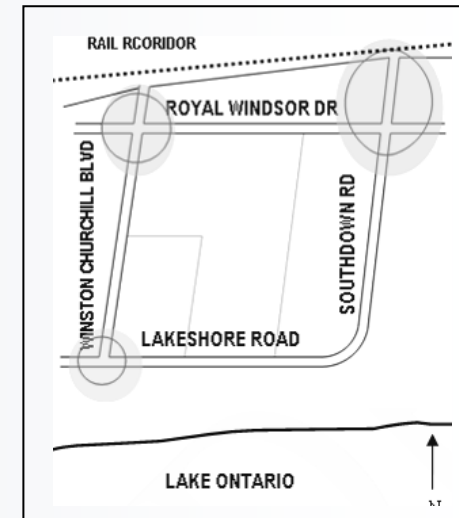 RAIL RCORIDOR
ROYAL WINDSOR DR
WINSTON CHURCHILL BLVD
SOUTHDOWN RD
LAKESHORE ROAD
LAKE ONTARIO
N